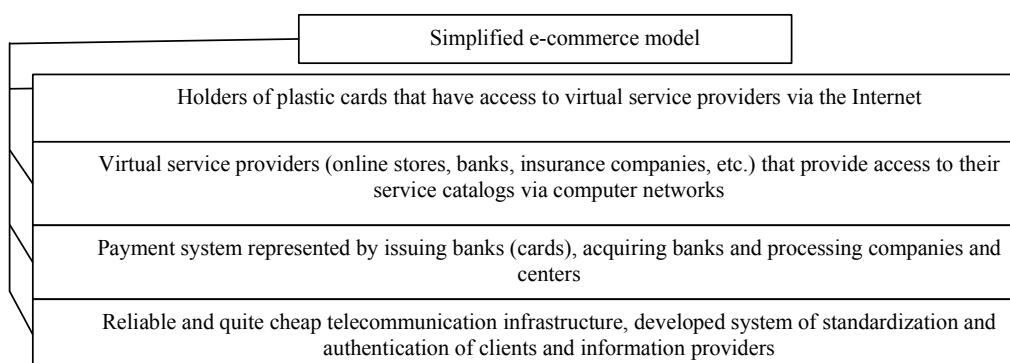 Simplified e-commerce model
Holders of plastic cards that have access to virtual service providers via the Internet
Virtual service providers (online stores, banks, insurance companies, etc.) that provide access to their
service catalogs via computer networks
Payment system represented by issuing banks (cards), acquiring banks and processing companies and
centers
Reliable and quite cheap telecommunication infrastructure, developed system of standardization and
authentication of clients and information providers